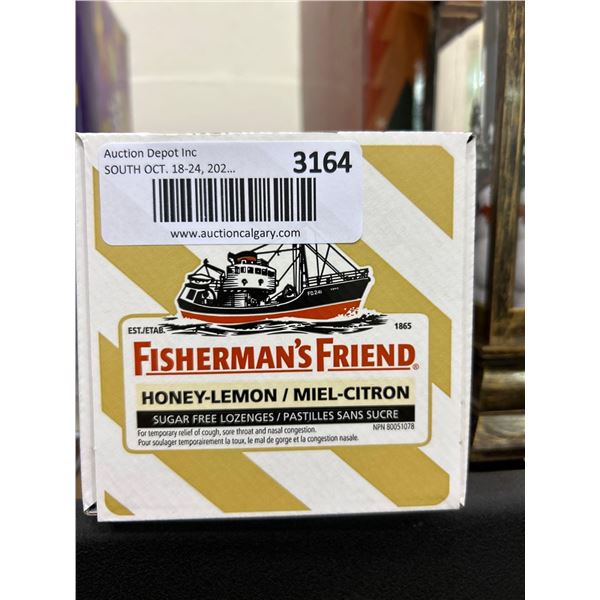 Auction Depot Inc
3164
SOUTH OCT. 18-24, 202...
www.auctioncalgary.com
FD241
EST./ETAB.
1865
FISHERMAN'S FRIEND®
HONEY-LEMON / MIEL-CITRON
SUGAR FREE LOZENGES / PASTILLES SANS SUCRE
For temporary relief of cough, sore throat and nasal congestion.
NPN 80051078
Pour soulager temporairement la toux, le mal de gorge et la congestion nasale.